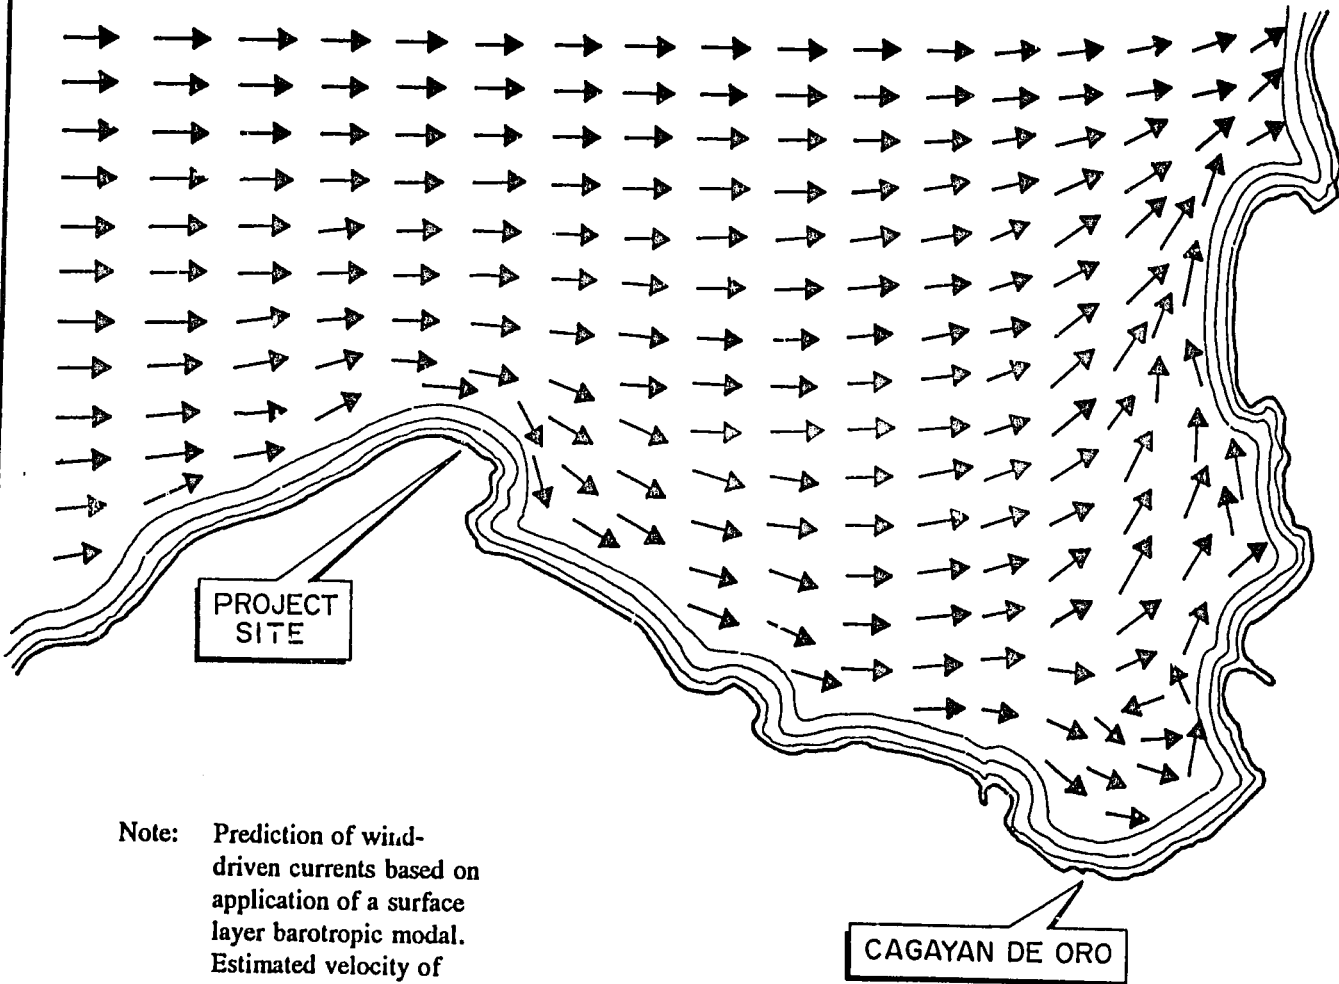 PROJECT
SITE
Note: Prediction of wind-
driven currents based on
application of a surface
layer barotropic modal.
Estimated velocity of
CAGAYAN DE ORO